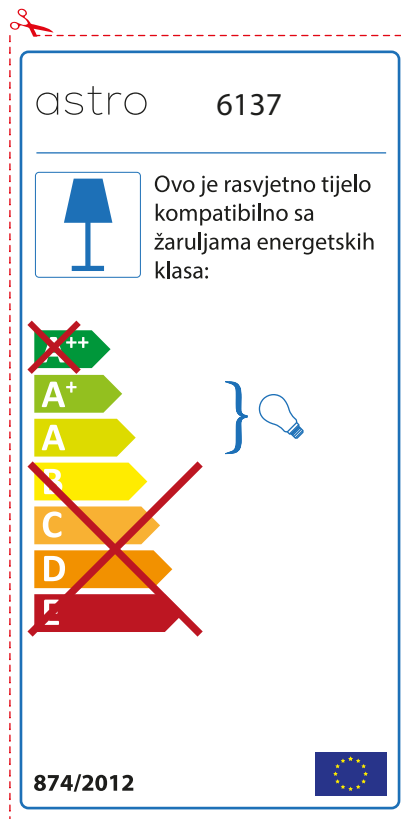 astro 6137
Ovo je rasvjetno tijelo
kompatibilno sa
žaruljama energetskih
klasa:
A++
A+
A
B
C
D
E
874/2012